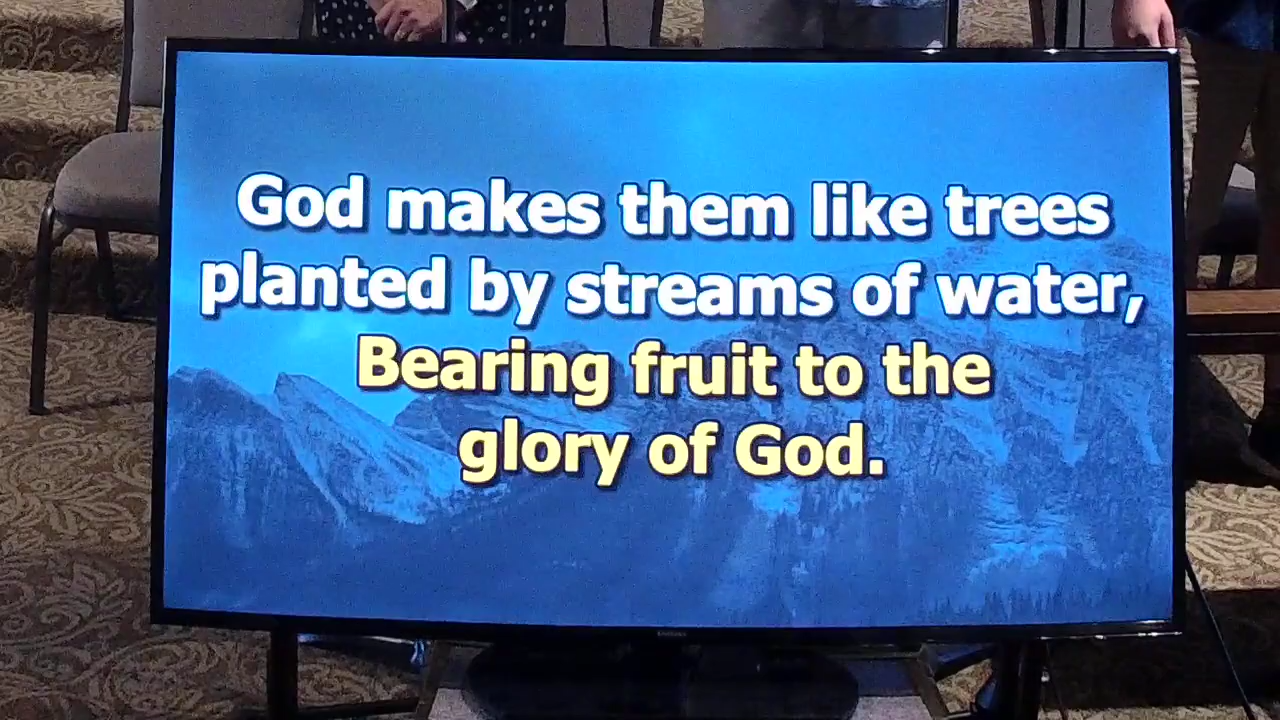 God makes them like trees
planted by streams of water,
Bearing fruit to the
glory of God.